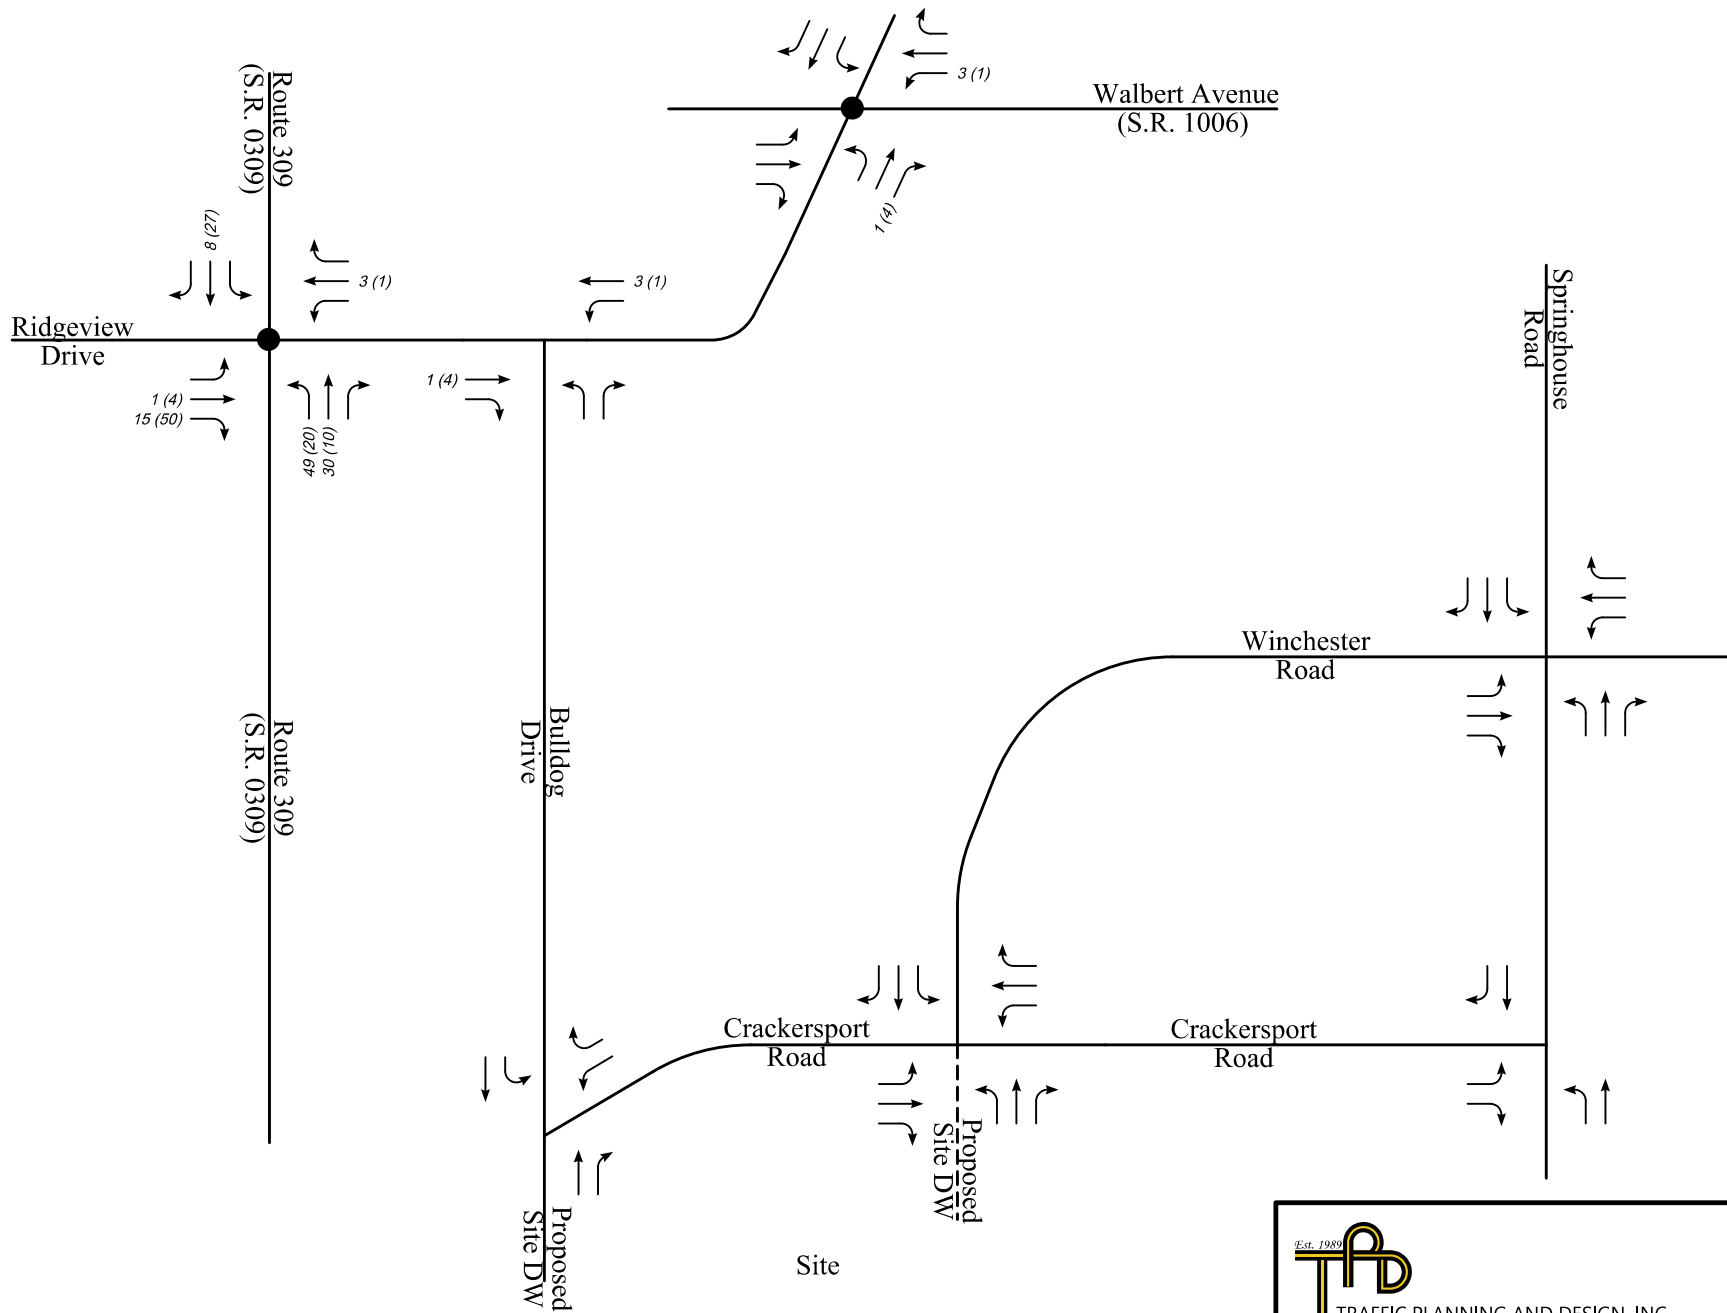 3 (1)
Walbert Avenue
(S.R. 1006)
Route 309
(S.R. 0309)
1 (4)
8 (27)
3 (1)
3 (1)
Ridgeview
Drive
1 (4)
15 (50)
49 (20)
30 (10)
1 (4)
Springhouse
Road
Winchester
Road
Route 309
(S.R. 0309)
Bulldog
Drive
Crackersport
Road
Crackersport
Road
Proposed
Site DW
Proposed
Site DW
Site
Est. 1989
TPD
TRAFFIC PLANNING AND DESIGN, INC.